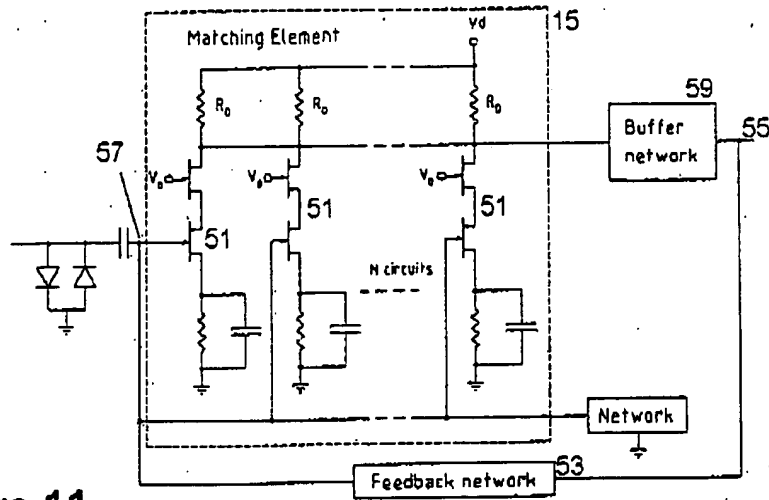 15
Matching Element
Vd
59
R₀
R₀
R₀
Buffer
network
55
57
V₀
V₀
V₀
51
51
51
N circuits
Network
53
Feedback network
11